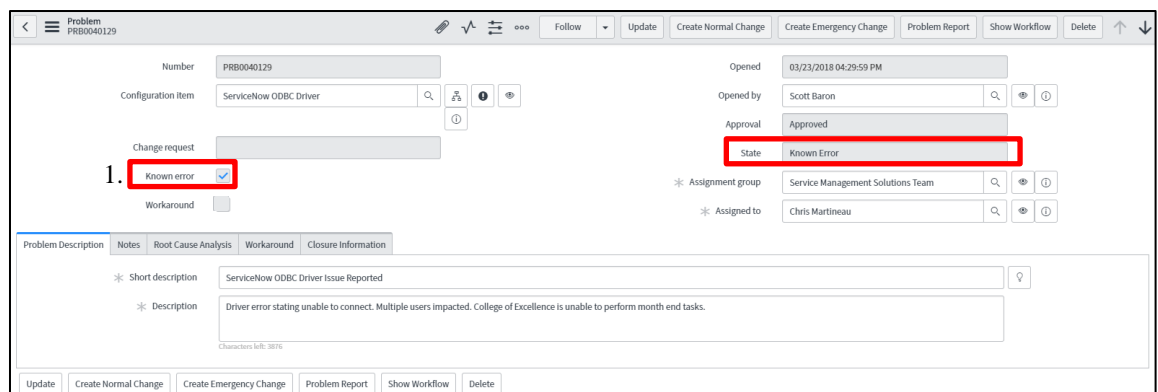 Problem
PRB0040129
Follow Update Create Normal Change Create Emergency Change Problem Report Show Workflow Delete
Number PRB0040129 Opened 03/23/2018 04:29:59 PM
Configuration item ServiceNow ODBC Driver Opened by Scott Baron
Approval Approved
Change request State Known Error
1. Known error Assignment group Service Management Solutions Team
Workaround Assigned to Chris Martineau
Problem Description Notes Root Cause Analysis Workaround Closure Information
Short description ServiceNow ODBC Driver Issue Reported
Description Driver error stating unable to connect. Multiple users impacted. College of Excellence is unable to perform month end tasks.
Characters left: 3876
Update Create Normal Change Create Emergency Change Problem Report Show Workflow Delete